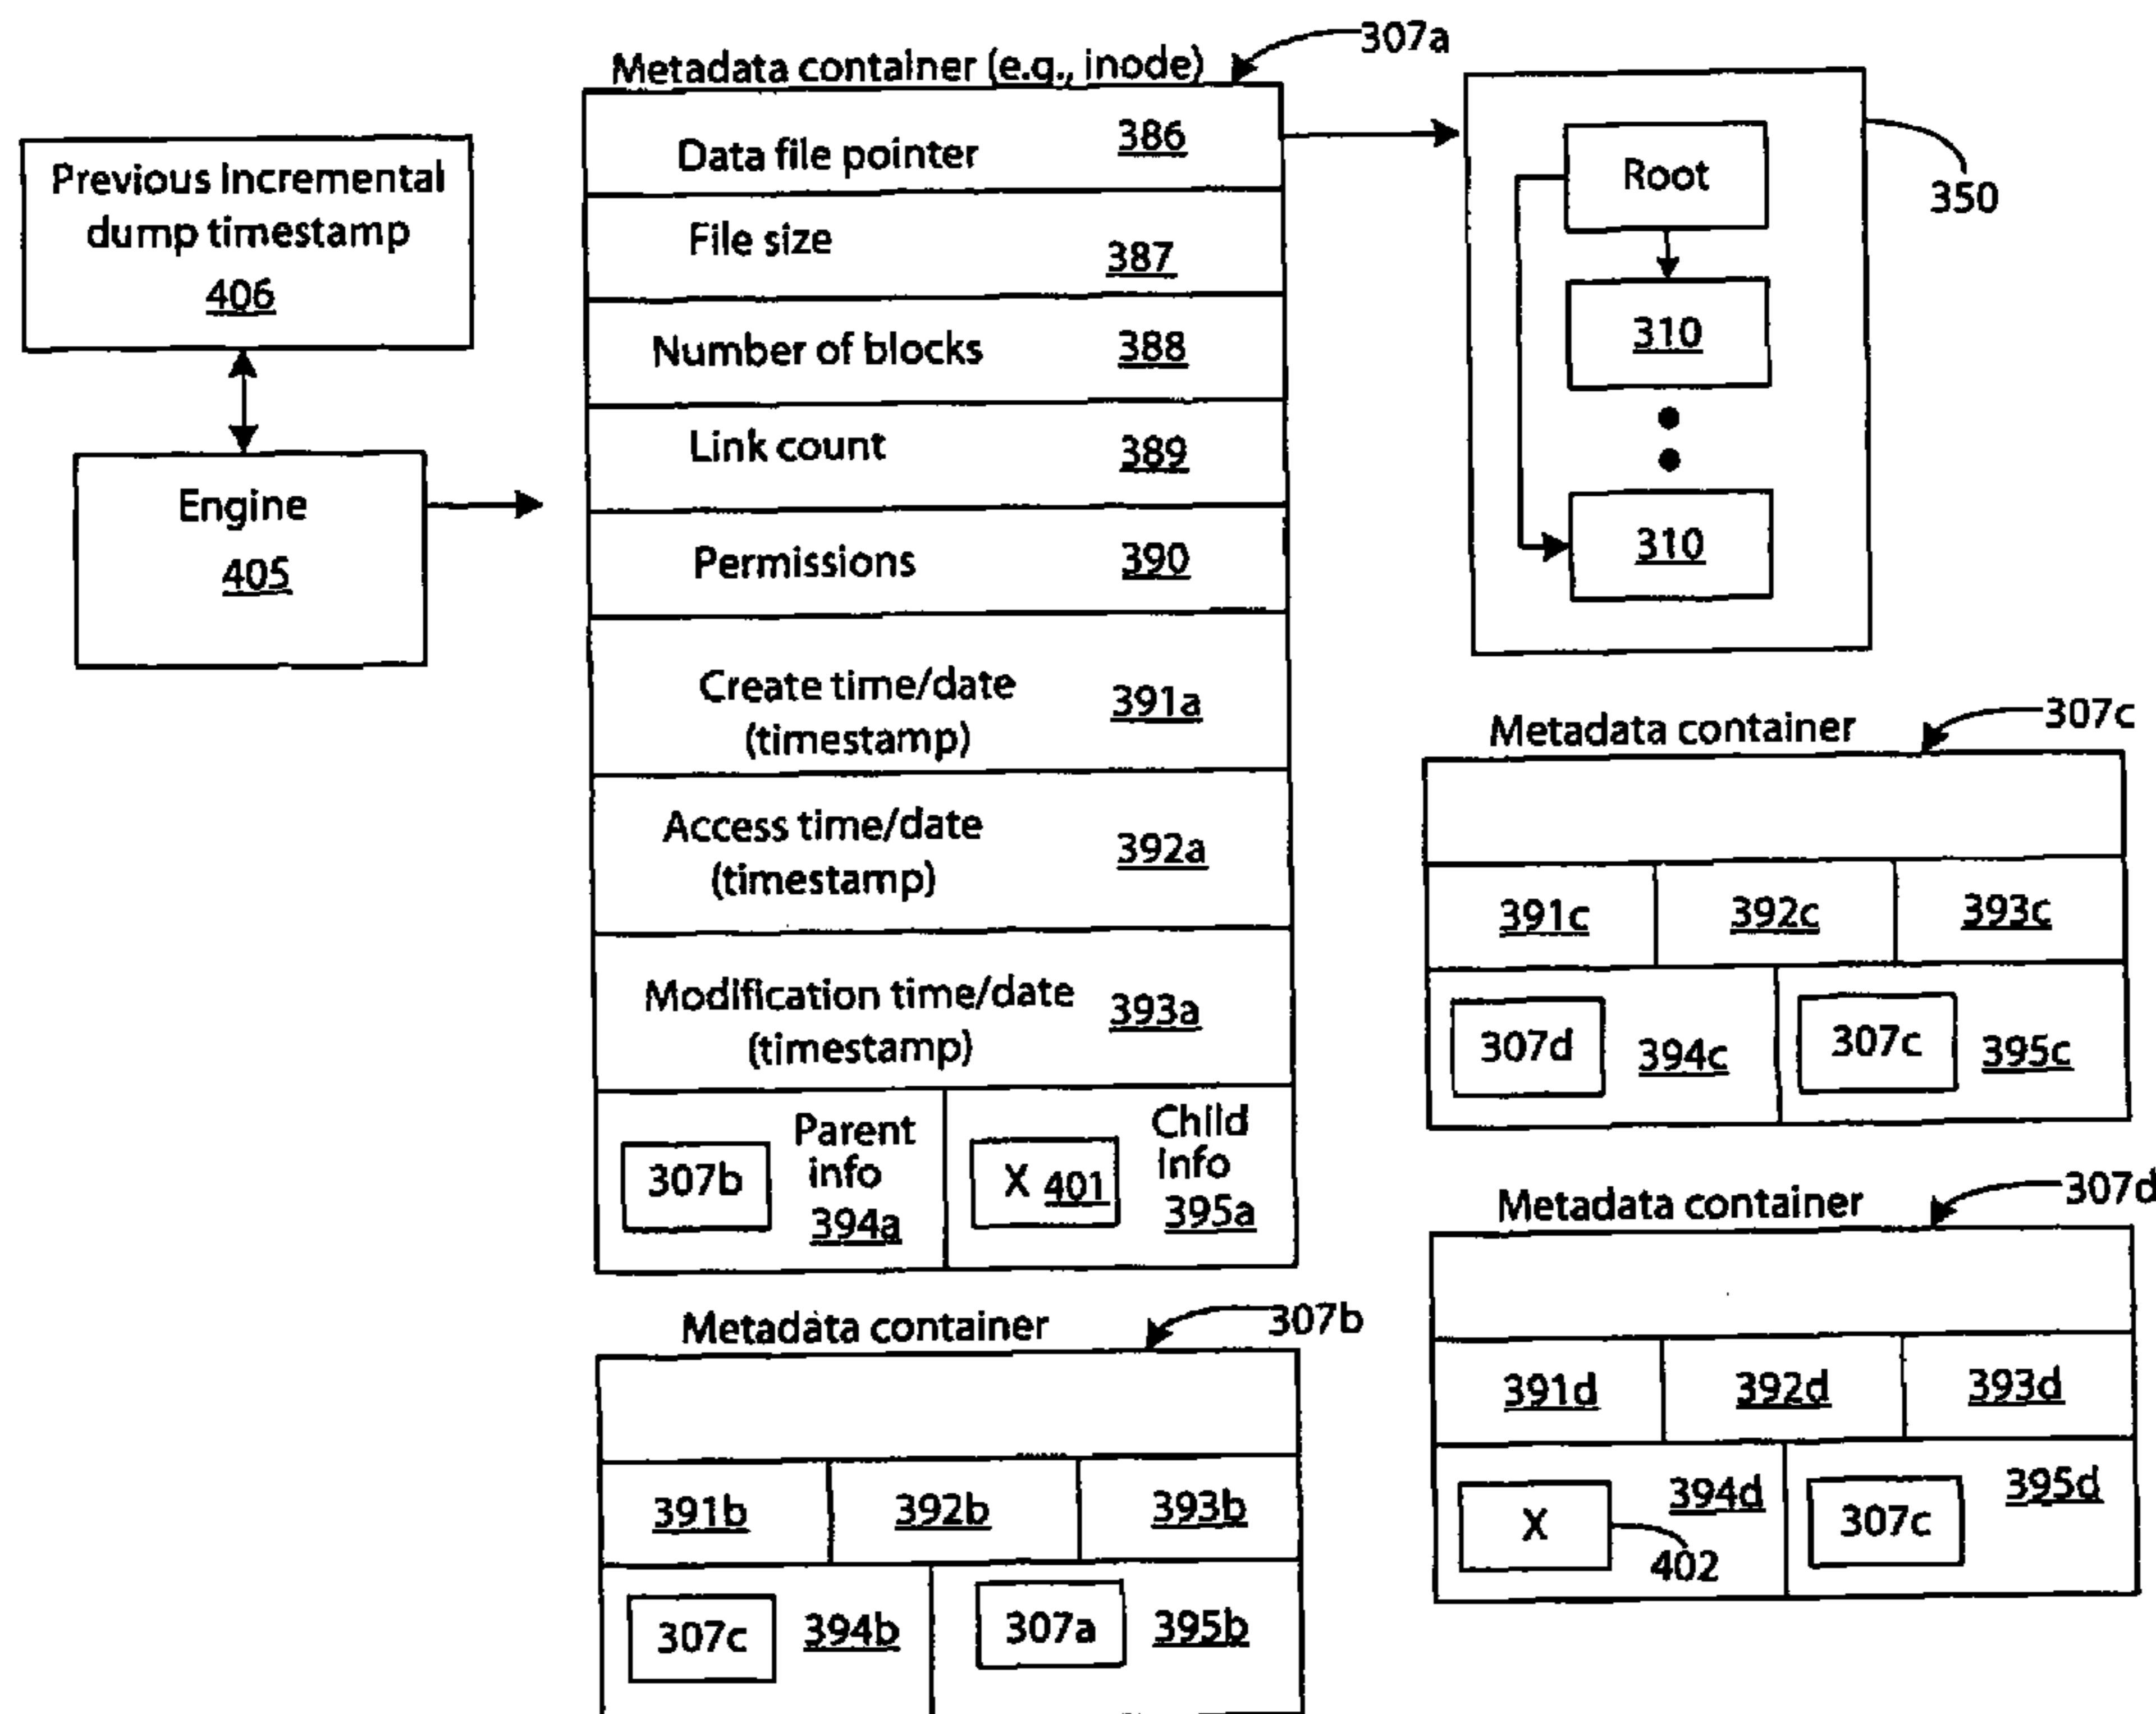 Previous Incremental
dump timestamp
406
Engine
405
Metadata container (e.g., inode)
307a
Data file pointer 386
File size 387
Number of blocks 388
Link count 389
Permissions 390
Create time/date
(timestamp)
391a
Access time/date
(timestamp)
392a
Modification time/date
(timestamp)
393a
307b
Parent
info
394a
X 401
Child
Info
395a
Root
310
310
350
Metadata container
307c
391c 392c 393c
307d 394c 307c 395c
Metadata container
307d
391d 392d 393d
X 394d 307c 395d
402
Metadata container
307b
391b 392b 393b
307c 394b 307a 395b